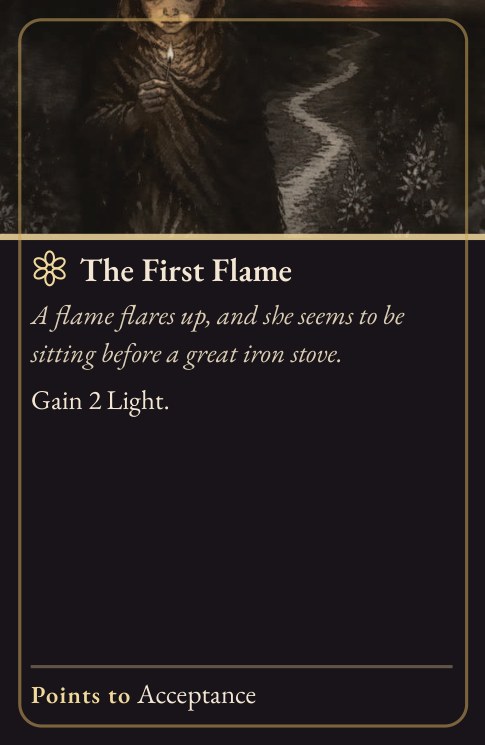 The First Flame
A flame flares up, and she seems to be
sitting before a great iron stove.
Gain 2 Light.
Points to Acceptance